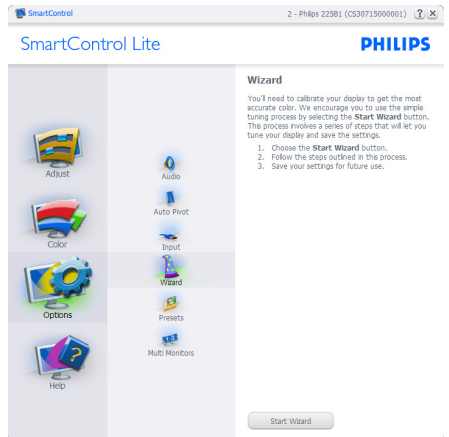 SmartControl
2 - Philips 225B1 (CS30715000001)
?
X
SmartControl Lite
PHILIPS
Wizard
You'll need to calibrate your display to get the most
accurate color. We encourage you to use the simple
tuning process by selecting the Start Wizard button.
This process involves a series of steps that will let you
tune your display and save the settings.
1. Choose the Start Wizard button.
2. Follow the steps outlined in this process.
3. Save your settings for future use.
Adjust
Color
Options
Help
Audio
Auto Pivot
Input
Wizard
Presets
Multi Monitors
Start Wizard